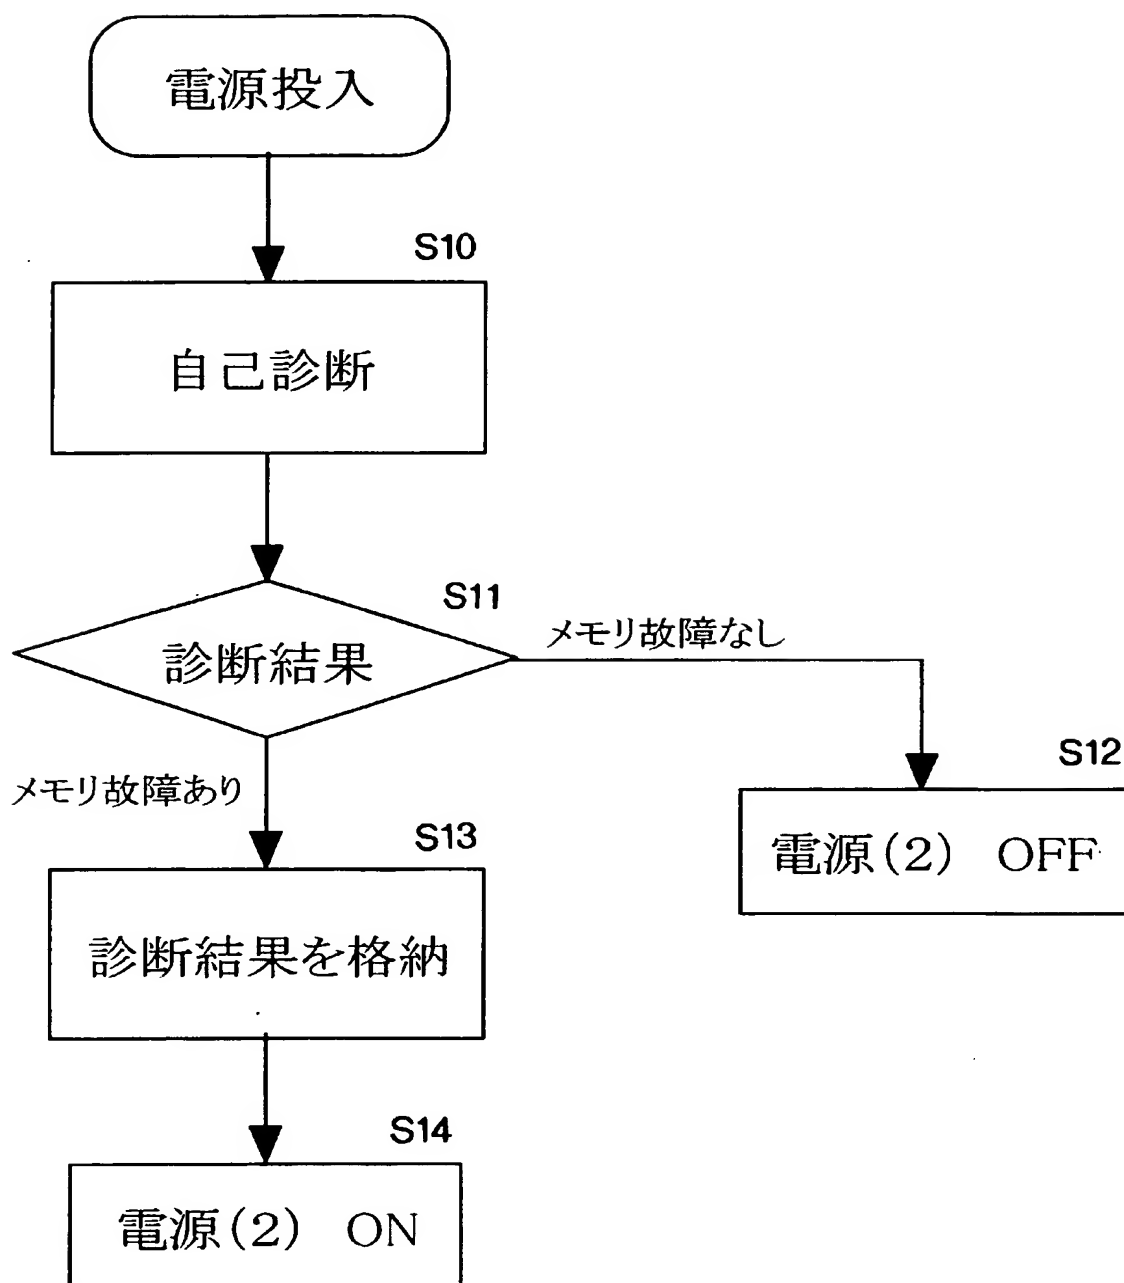 電源投入
S10
自己診断
S11
診断結果
メモリ故障なし
メモリ故障あり
S12
電源(2) OFF
S13
診断結果を格納
S14
電源(2) ON